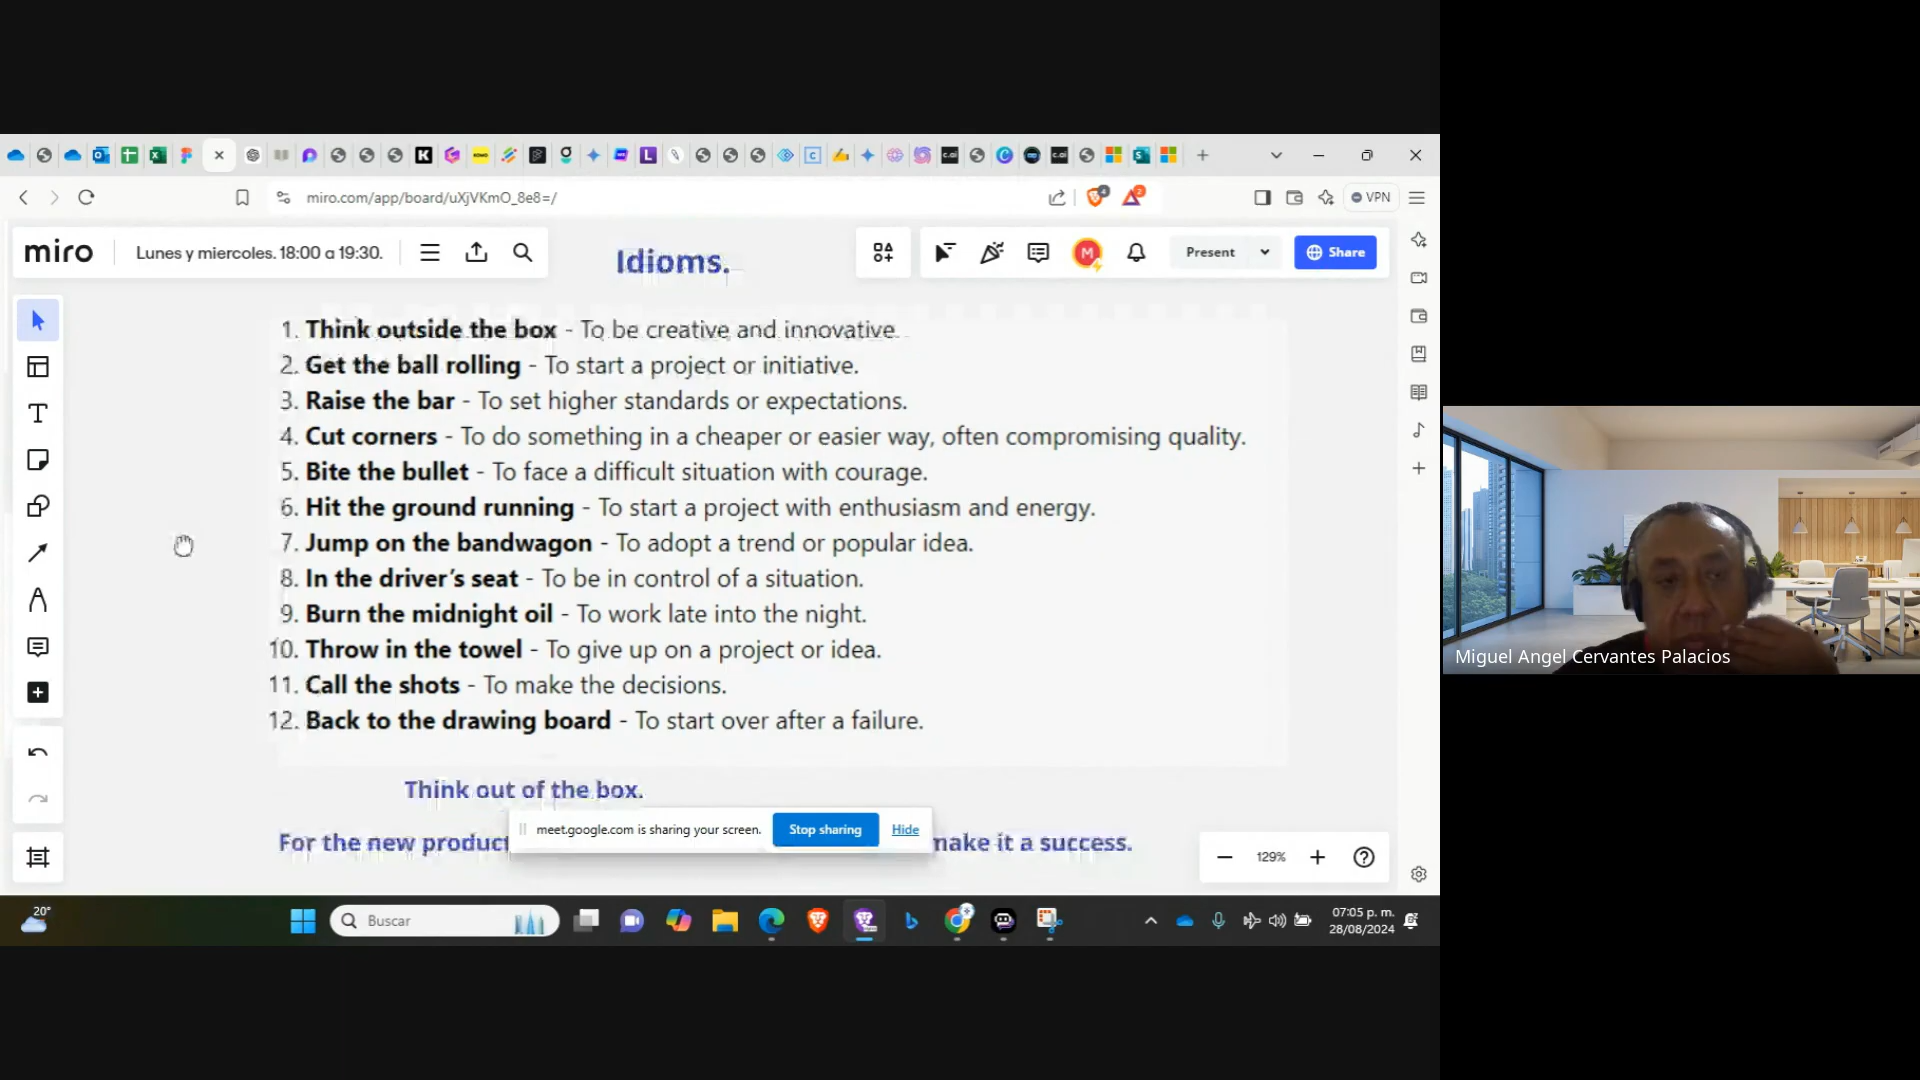 miro.com/app/board/uXjVKmO_8e8=/
VPN
miro
Lunes y miercoles. 18:00 a 19:30.
Idioms.
M
Present
Share
1. Think outside the box - To be creative and innovative.
2. Get the ball rolling - To start a project or initiative.
3. Raise the bar - To set higher standards or expectations.
4. Cut corners - To do something in a cheaper or easier way, often compromising quality.
5. Bite the bullet - To face a difficult situation with courage.
6. Hit the ground running - To start a project with enthusiasm and energy.
7. Jump on the bandwagon - To adopt a trend or popular idea.
8. In the driver's seat - To be in control of a situation.
9. Burn the midnight oil - To work late into the night.
10. Throw in the towel - To give up on a project or idea.
11. Call the shots - To make the decisions.
12. Back to the drawing board - To start over after a failure.
Think out of the box.
meet.google.com is sharing your screen.
Stop sharing
Hide
For the new product
make it a success.
129%
20°
Buscar
07:05 p. m.
28/08/2024
Miguel Angel Cervantes Palacios